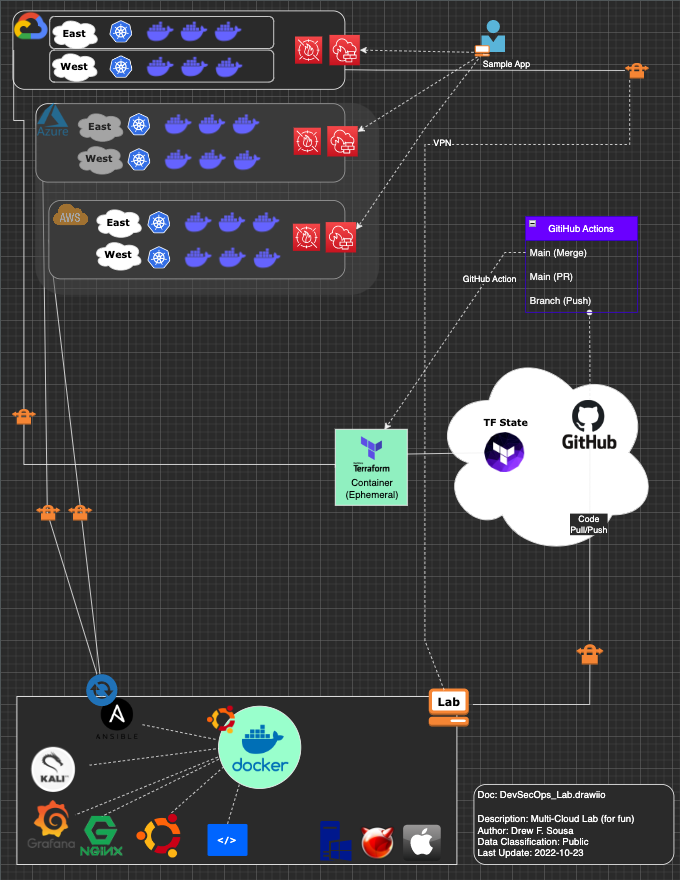 East
West
Sample App
Azure
East
West
VPN
AWS
East
West
GitiHub Actions
Main (Merge)
GitHub Action
Main (PR)
Branch (Push)
TF State
GitHub
Terraform
Container
(Ephemeral)
Code
Pull/Push
Lab
A
ANSIBLE
docker
KALI
Grafana
NGINX
</>
Doc: DevSecOps_Lab.drawiio
Description: Multi-Cloud Lab (for fun)
Author: Drew F. Sousa
Data Classification: Public
Last Update: 2022-10-23